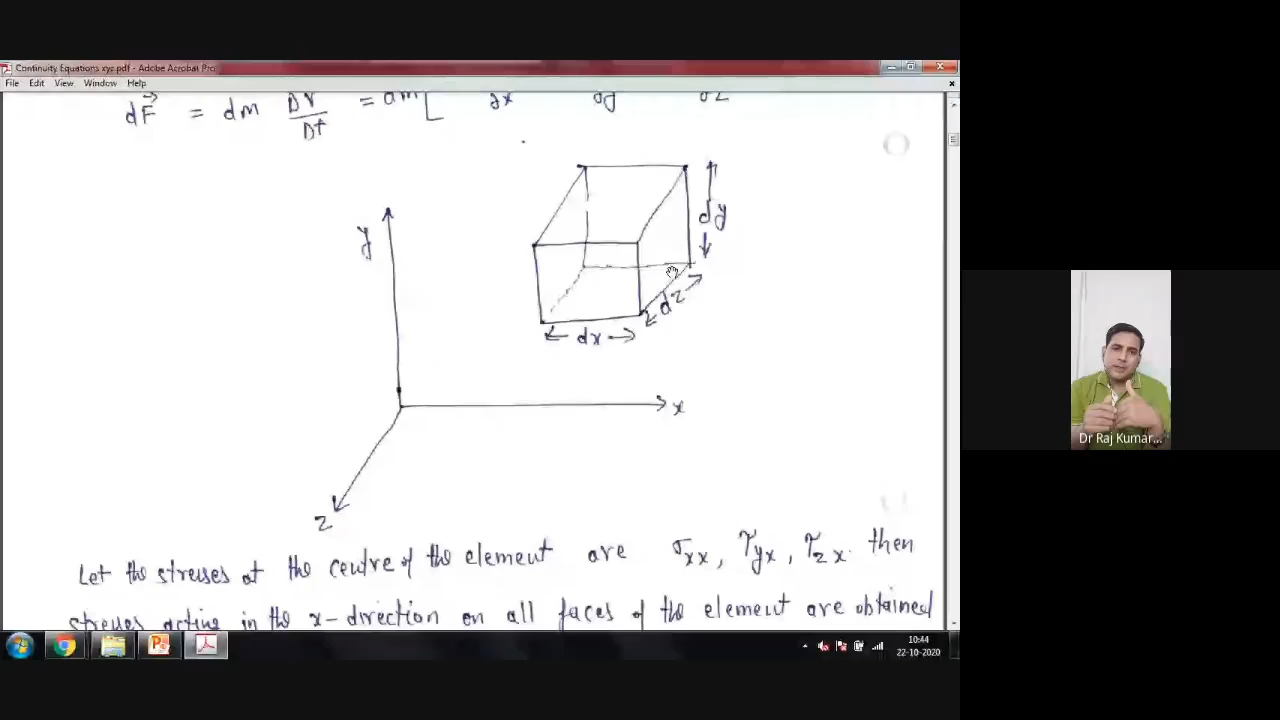 Continuity Equations xyz.pdf - Adobe Acrobat Pro
File Edit View Window Help
dF⃗ = dm DV⃗/Dt = dm [ ∂x ∂y ∂z
y
dy
dz
dx
x
z
Let the stresses at the centre of the element are σxx, τyx, τzx. then
stresses acting in the x-direction on all faces of the element are obtained
Dr Raj Kumar...
10:44
22-10-2020